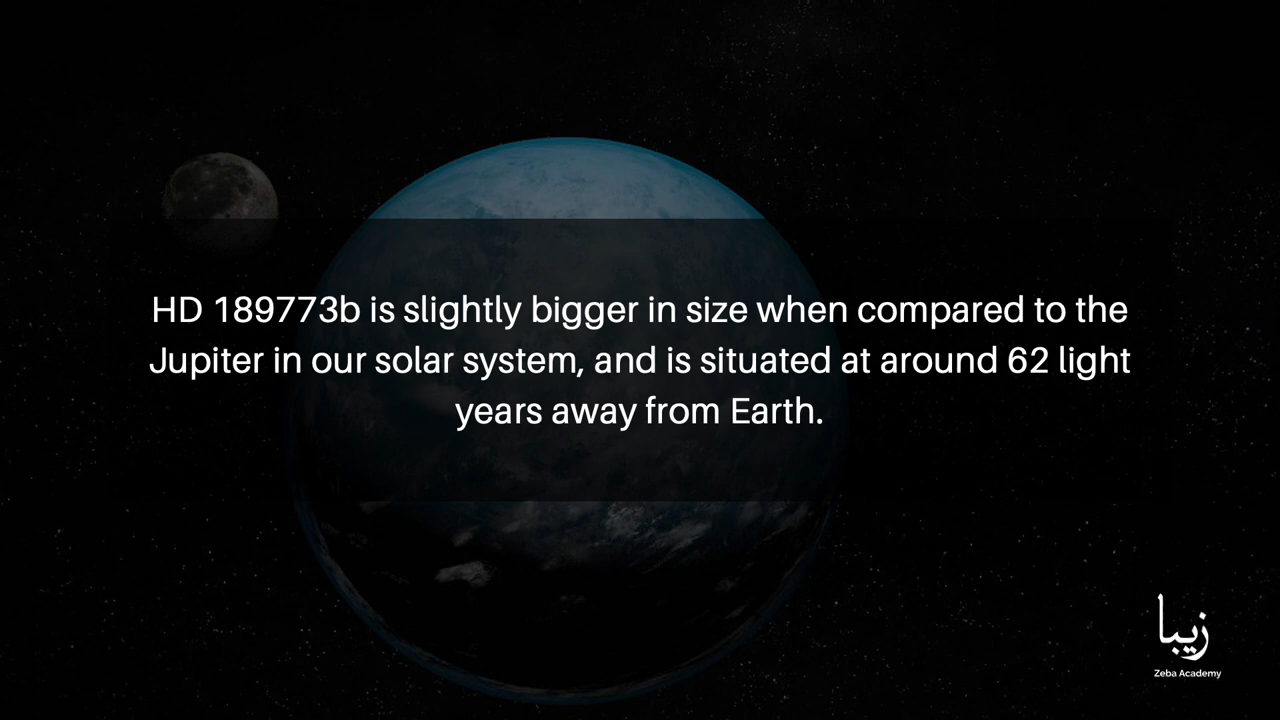 HD 189773b is slightly bigger in size when compared to the
Jupiter in our solar system, and is situated at around 62 light
years away from Earth.
زیبا
Zeba Academy